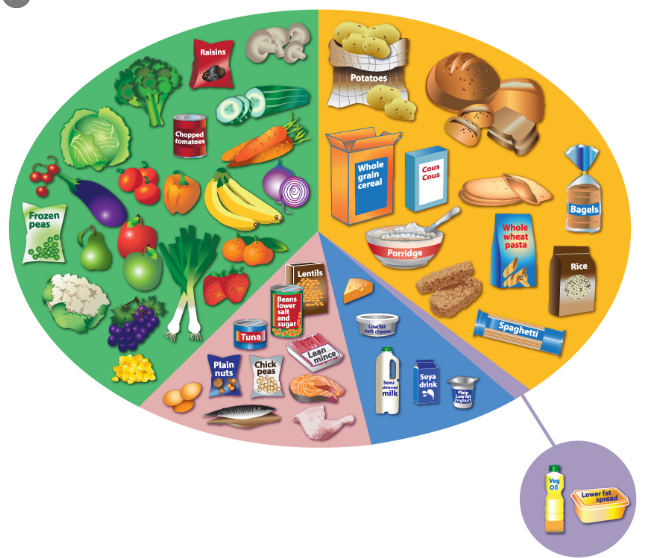 Raisins
Chopped
tomatoes
Frozen
peas
Potatoes
Whole
grain
cereal
Cous
Cous
Bagels
Porridge
Whole
wheat
pasta
Rice
Spaghetti
Lentils
Beans
lower
salt
and
sugar
Tuna
Lean
mince
Plain
nuts
Chick
peas
Low fat
soft cheese
Semi
skimmed
milk
Soya
drink
Plain
Low fat
yoghurt
Veg
Oil
Lower fat
spread